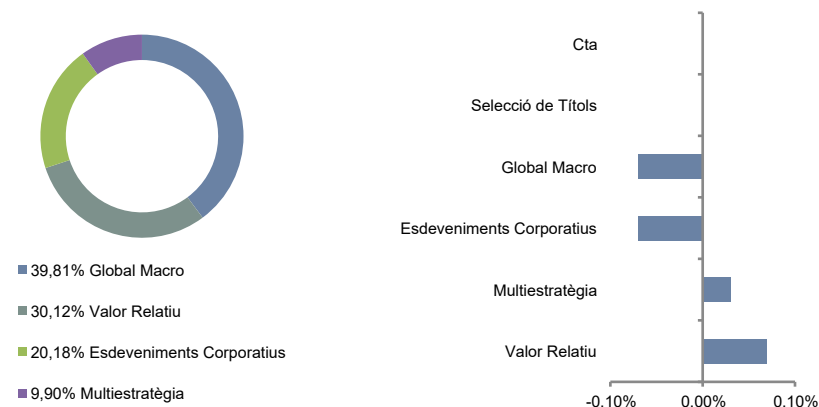 39,81% Global Macro
30,12% Valor Relatiu
20,18% Esdeveniments Corporatius
9,90% Multiestratègia
Cta
Selecció de Títols
Global Macro
Esdeveniments Corporatius
Multiestratègia
Valor Relatiu
-0.10% 0.00% 0.10%